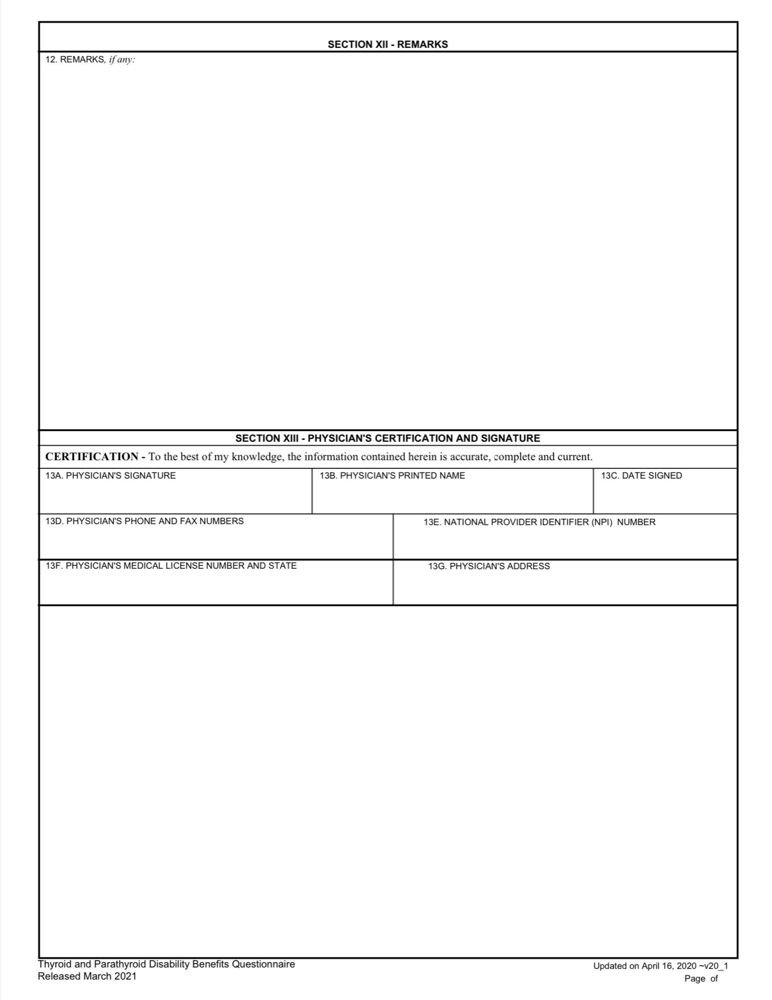 SECTION XII - REMARKS
12. REMARKS, if any:
SECTION XIII - PHYSICIAN'S CERTIFICATION AND SIGNATURE
CERTIFICATION - To the best of my knowledge, the information contained herein is accurate, complete and current.
13A. PHYSICIAN'S SIGNATURE
13B. PHYSICIAN'S PRINTED NAME
13C. DATE SIGNED
13D. PHYSICIAN'S PHONE AND FAX NUMBERS
13E. NATIONAL PROVIDER IDENTIFIER (NPI) NUMBER
13F. PHYSICIAN'S MEDICAL LICENSE NUMBER AND STATE
13G. PHYSICIAN'S ADDRESS
Thyroid and Parathyroid Disability Benefits Questionnaire
Released March 2021
Updated on April 16, 2020 ~v20_1
Page of